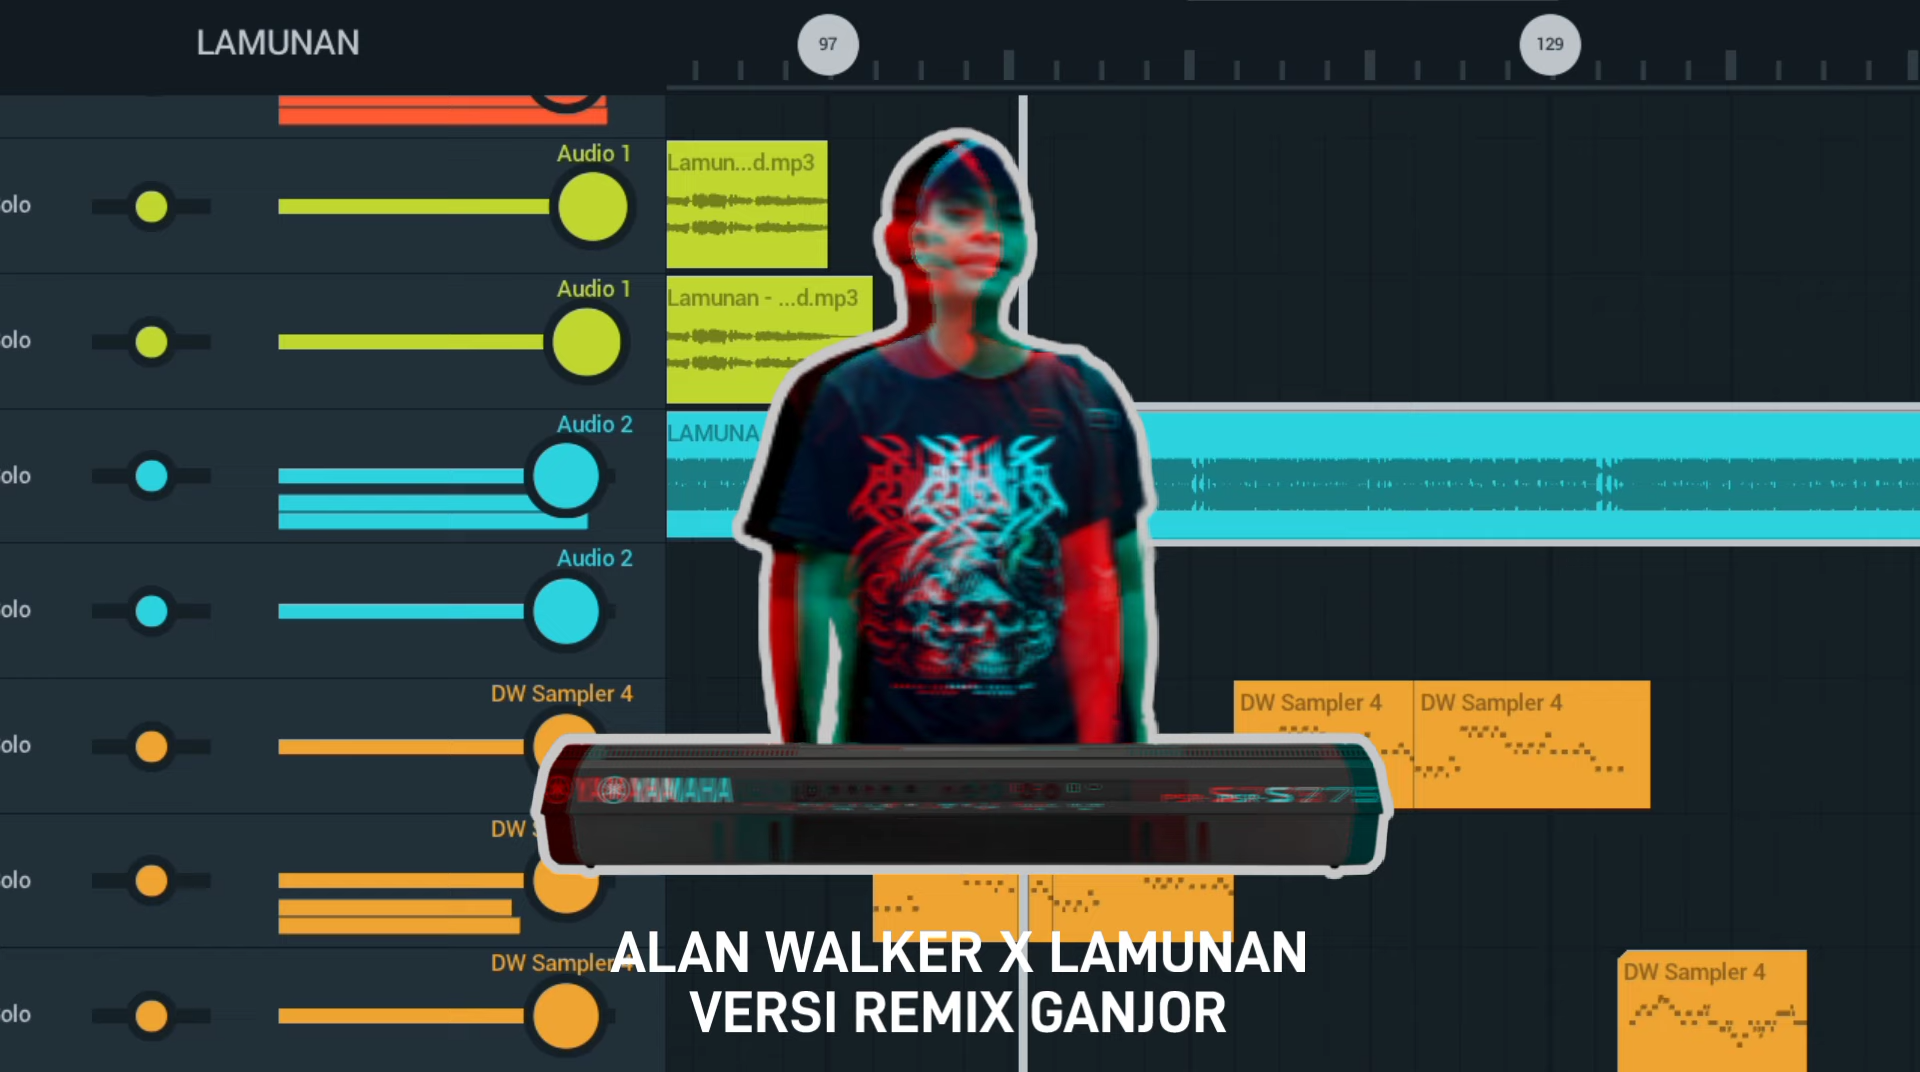 LAMUNAN
97
129
Audio 1
Lamun...d.mp3
olo
Audio 1
Lamunan - ...d.mp3
olo
Audio 2
LAMUNA
olo
Audio 2
olo
DW Sampler 4
DW Sampler 4
DW Sampler 4
olo
YAMAHA
S775
DW
olo
DW Sampler 4
DW Sampler 4
olo
ALAN WALKER X LAMUNAN
VERSI REMIX GANJOR